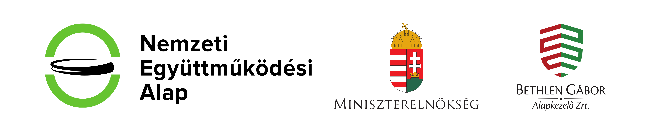 Nemzeti
Együttműködési
Alap
MINISZTERELNÖKSÉG
BETHLEN GÁBOR
Alapkezelő Zrt.